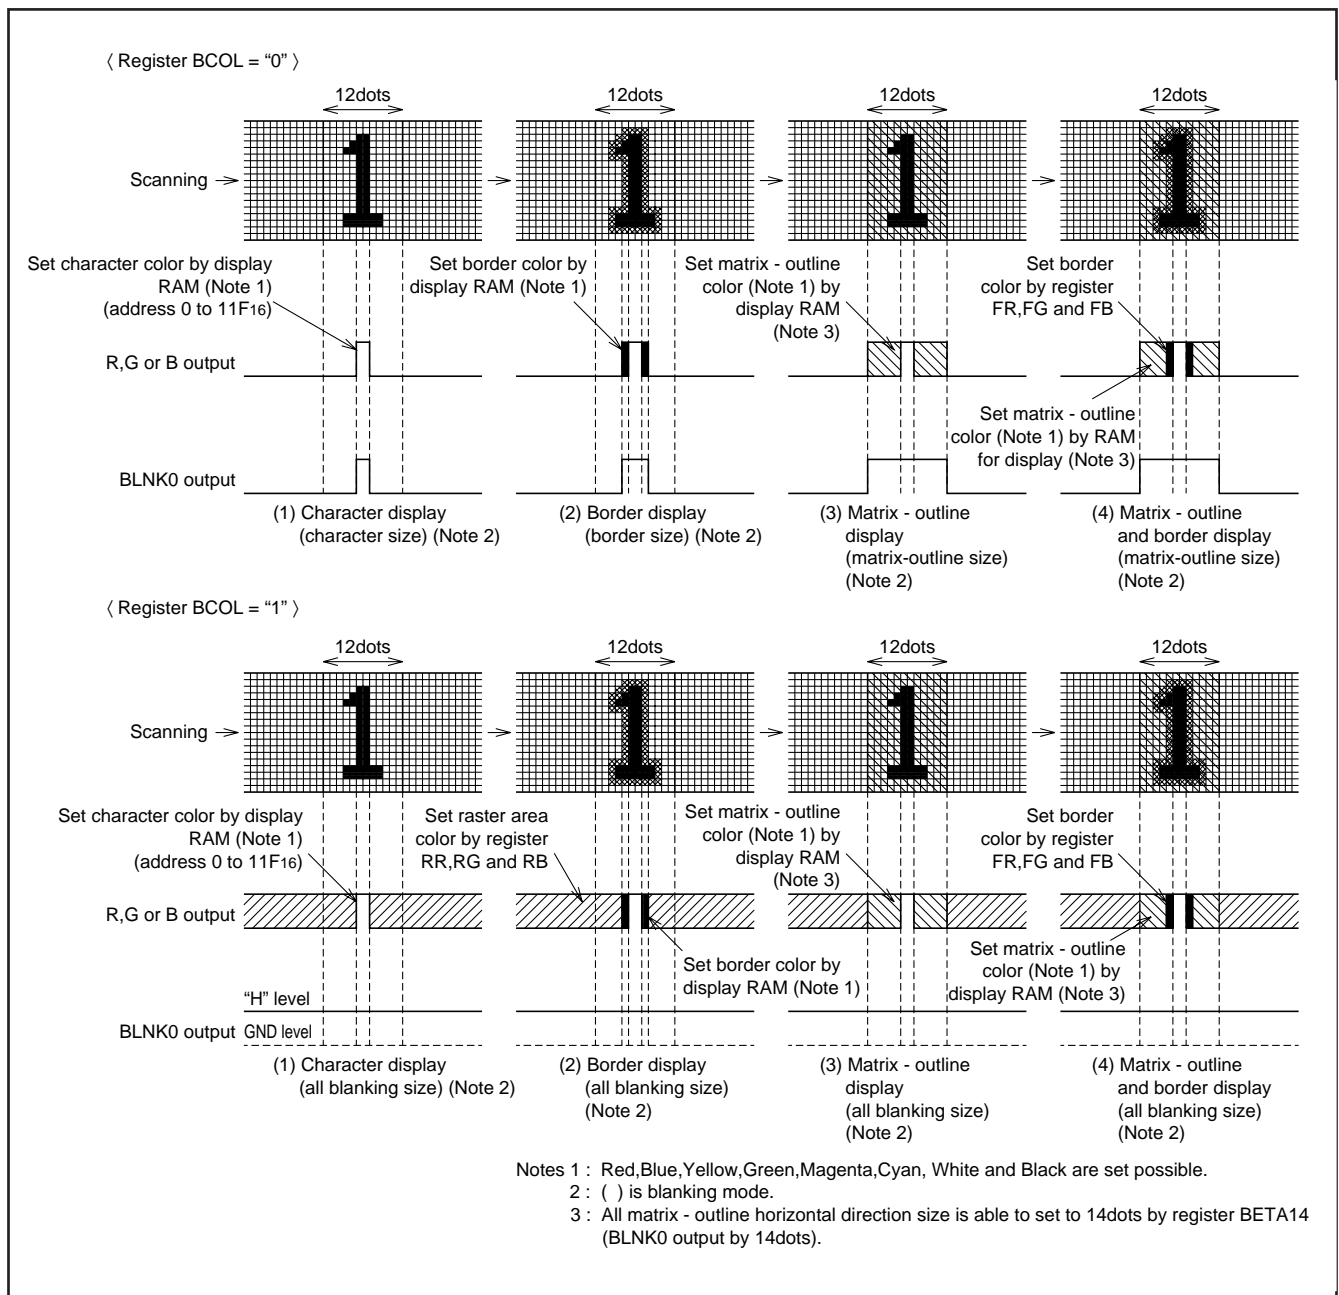 〈 Register BCOL = “0” 〉
12dots 12dots 12dots 12dots
Scanning
Set character color by display
RAM (Note 1)
(address 0 to 11F16)
Set border color by
display RAM (Note 1)
Set matrix - outline
color (Note 1) by
display RAM
(Note 3)
Set border
color by register
FR,FG and FB
R,G or B output
Set matrix - outline
color (Note 1) by RAM
for display (Note 3)
BLNK0 output
(1) Character display
(character size) (Note 2)
(2) Border display
(border size) (Note 2)
(3) Matrix - outline
display
(matrix-outline size)
(Note 2)
(4) Matrix - outline
and border display
(matrix-outline size)
(Note 2)
〈 Register BCOL = “1” 〉
12dots 12dots 12dots 12dots
Scanning
Set character color by display
RAM (Note 1)
(address 0 to 11F16)
Set raster area
color by register
RR,RG and RB
Set matrix - outline
color (Note 1) by
display RAM
(Note 3)
Set border
color by register
FR,FG and FB
R,G or B output
Set border color by
display RAM (Note 1)
Set matrix - outline
color (Note 1) by
display RAM (Note 3)
“H” level
BLNK0 output GND level
(1) Character display
(all blanking size) (Note 2)
(2) Border display
(all blanking size)
(Note 2)
(3) Matrix - outline
display
(all blanking size)
(Note 2)
(4) Matrix - outline
and border display
(all blanking size)
(Note 2)
Notes 1 : Red,Blue,Yellow,Green,Magenta,Cyan, White and Black are set possible.
2 : ( ) is blanking mode.
3 : All matrix - outline horizontal direction size is able to set to 14dots by register BETA14
(BLNK0 output by 14dots).